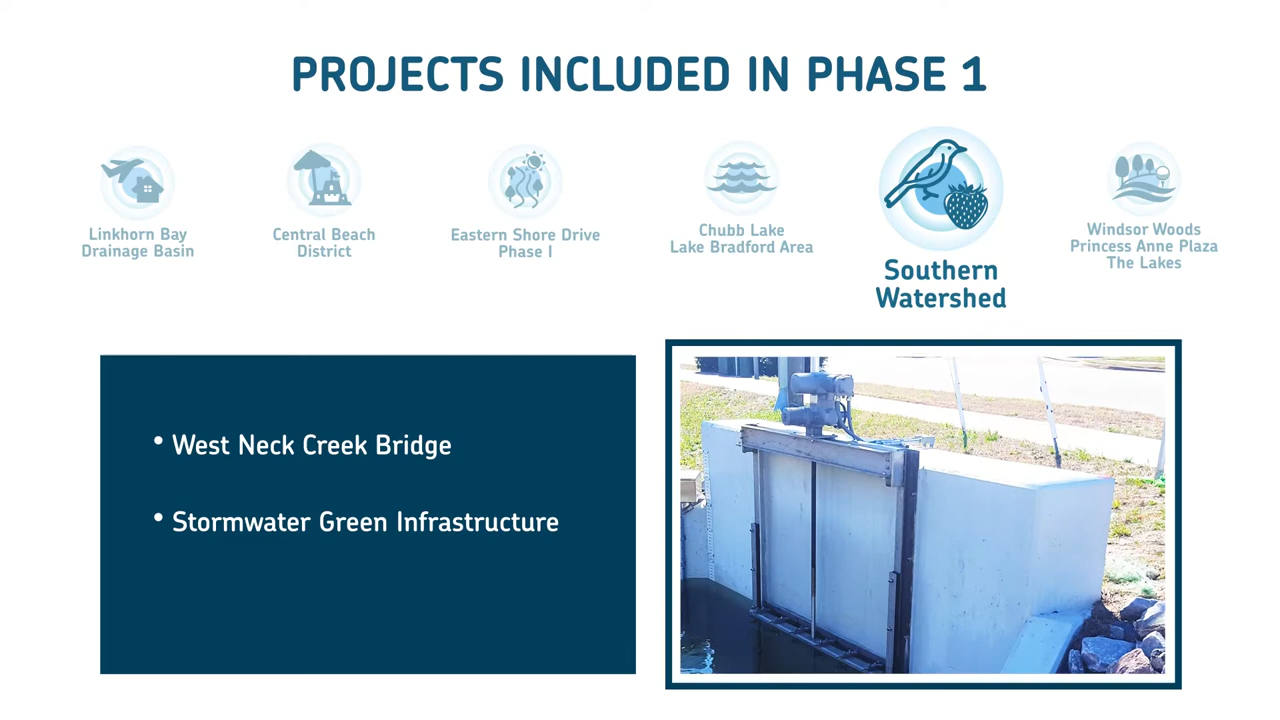 PROJECTS INCLUDED IN PHASE 1
Linkhorn Bay
Drainage Basin
Central Beach
District
Eastern Shore Drive
Phase I
Chubb Lake
Lake Bradford Area
Southern
Watershed
Windsor Woods
Princess Anne Plaza
The Lakes
• West Neck Creek Bridge
• Stormwater Green Infrastructure